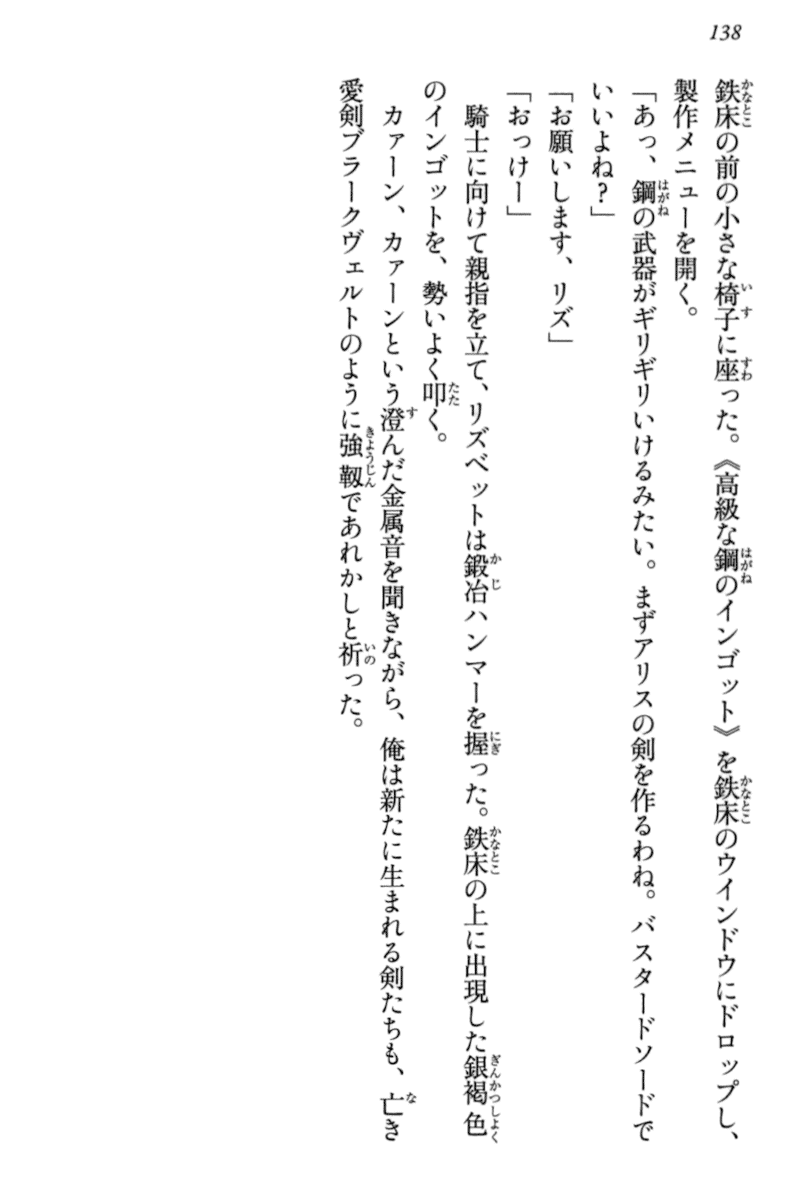 138
鉄床の前の小さな椅子に座った。《高級な鋼のインゴット》を鉄床のウインドウにドロップし、
製作メニューを開く。
「あっ、鋼の武器がギリギリいけるみたい。まずアリスの剣を作るわね。バスタードソードで
いいよね?」
「お願いします、リズ」
「おっけー」
騎士に向けて親指を立て、リズベットは鍛冶ハンマーを握った。鉄床の上に出現した銀褐色
のインゴットを、勢いよく叩く。
カァーン、カァーンという澄んだ金属音を聞きながら、俺は新たに生まれる剣たちも、亡き
愛剣ブラークヴェルトのように強靱であれかしと祈った。